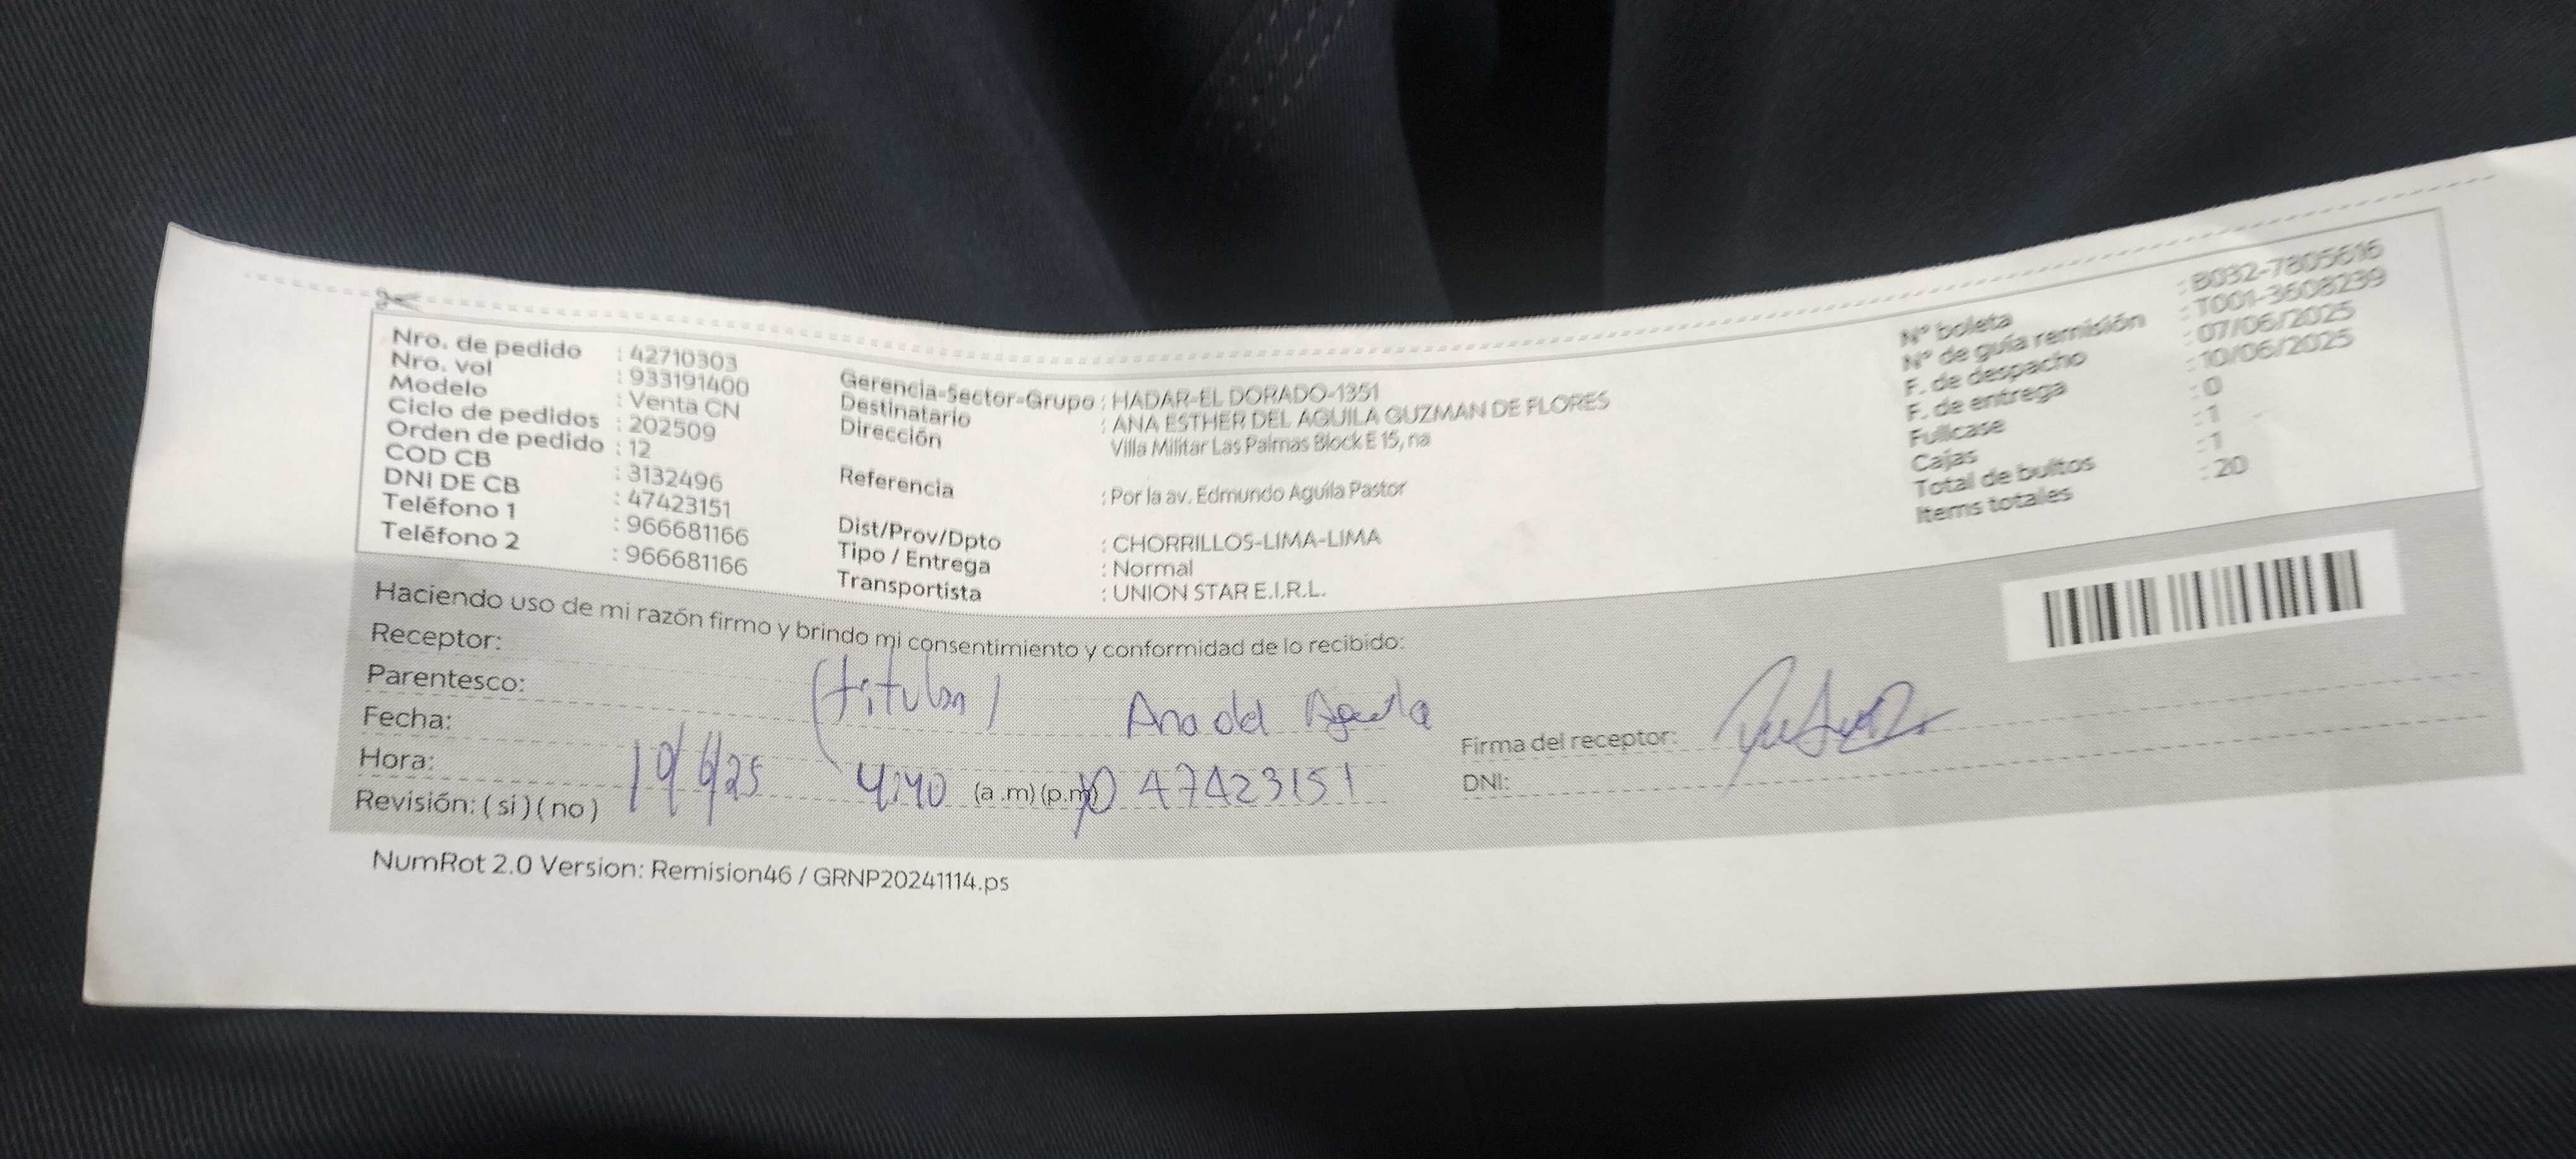 Nro. de pedido : 42710303
Nro. vol : 933191400
Modelo : Venta CN
Ciclo de pedidos : 202509
Orden de pedido : 12
COD CB : 3132496
DNI DE CB : 47423151
Teléfono 1 : 966681166
Teléfono 2 : 966681166
Gerencia-Sector-Grupo : HADAR-EL DORADO-1351
Destinatario : ANA ESTHER DEL AGUILA GUZMAN DE FLORES
Dirección Villa Militar Las Palmas Block E 15, na
Referencia : Por la av. Edmundo Aguila Pastor
Dist/Prov/Dpto : CHORRILLOS-LIMA-LIMA
Tipo / Entrega : Normal
Transportista : UNION STAR E.I.R.L.
N° boleta : B032-7805616
N° de guía remisión : T001-3608239
F. de despacho : 07/06/2025
F. de entrega : 10/06/2025
Fullcase : 0
Cajas : 1
Total de bultos : 1
Items totales : 20
Haciendo uso de mi razón firmo y brindo mi consentimiento y conformidad de lo recibido:
Receptor:
Parentesco: (titular) Ana del Aguila
Fecha:
Hora: 10/6/25 4:40 (a.m) (p.m) 47423151
Revisión: ( si ) ( no )
Firma del receptor:
DNI:
NumRot 2.0 Version: Remision46 / GRNP20241114.ps